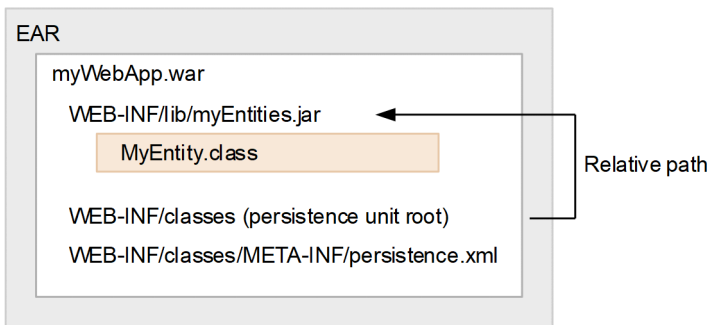 EAR
myWebApp.war
WEB-INF/lib/myEntities.jar
MyEntity.class
Relative path
WEB-INF/classes (persistence unit root)
WEB-INF/classes/META-INF/persistence.xml